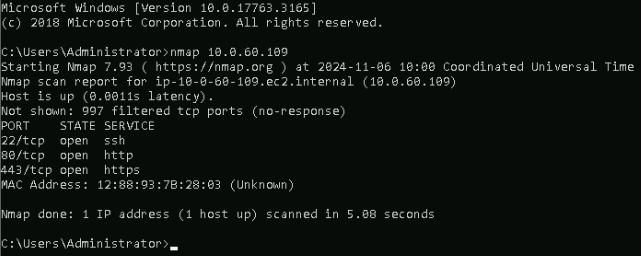 Microsoft Windows [Version 10.0.17763.3165]
(c) 2018 Microsoft Corporation. All rights reserved.
C:\Users\Administrator>nmap 10.0.60.109
Starting Nmap 7.93 ( https://nmap.org ) at 2024-11-06 10:00 Coordinated Universal Time
Nmap scan report for ip-10-0-60-109.ec2.internal (10.0.60.109)
Host is up (0.0011s latency).
Not shown: 997 filtered tcp ports (no-response)
PORT    STATE SERVICE
22/tcp  open  ssh
80/tcp  open  http
443/tcp open  https
MAC Address: 12:88:93:7B:28:03 (Unknown)
Nmap done: 1 IP address (1 host up) scanned in 5.08 seconds
C:\Users\Administrator>